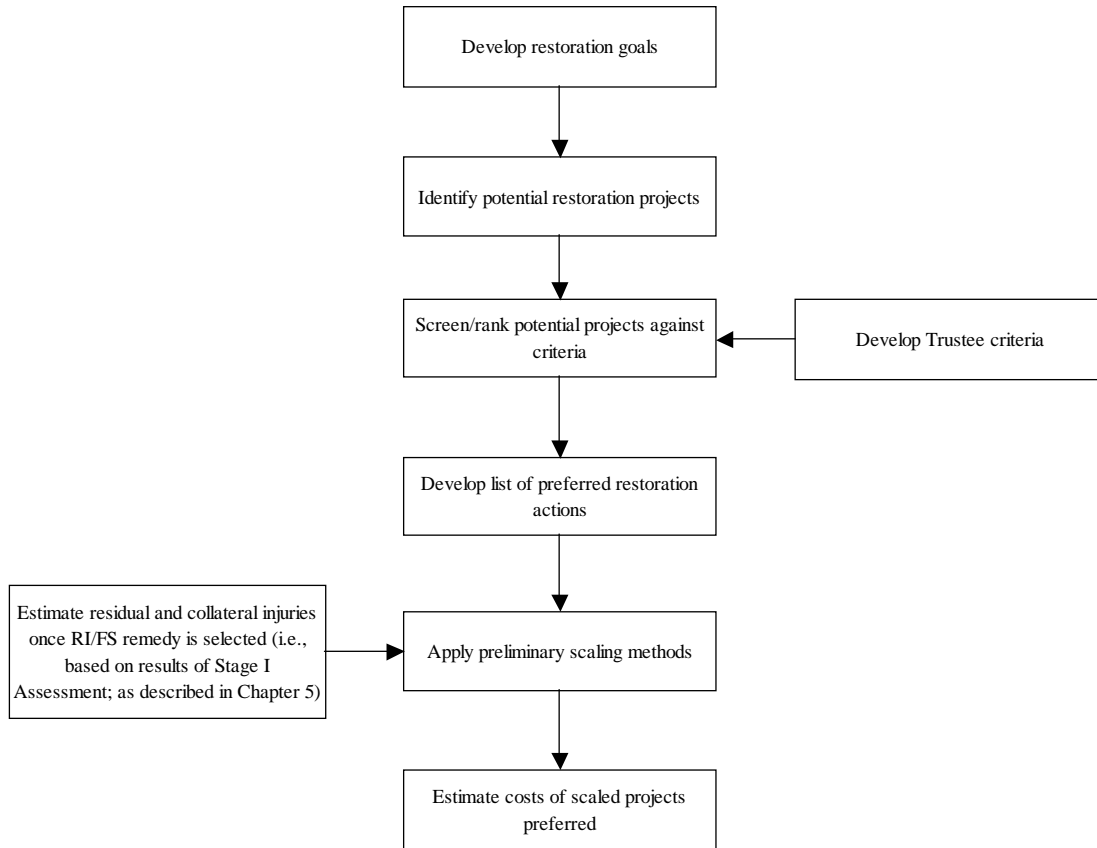 Develop restoration goals
Identify potential restoration projects
Screen/rank potential projects against
criteria
Develop Trustee criteria
Develop list of preferred restoration
actions
Estimate residual and collateral injuries
once RI/FS remedy is selected (i.e.,
based on results of Stage I
Assessment; as described in Chapter 5)
Apply preliminary scaling methods
Estimate costs of scaled projects
preferred